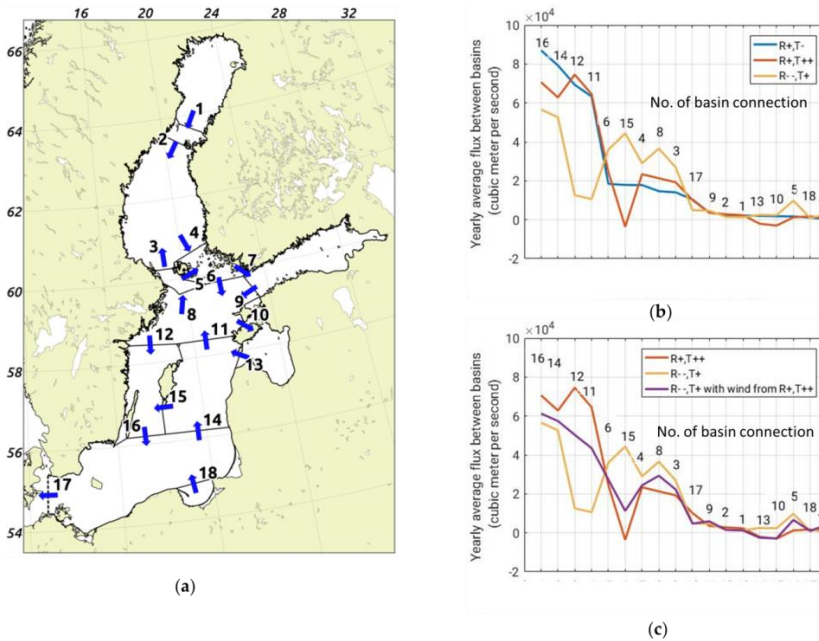 (a)
16 20 24 28 32
66
64
62
60
58
56
54
1
2
3
4
5
6
7
8
9
10
11
12
13
14
15
16
17
18
(b)
10 ×10⁴
8
6
4
2
0
-2
Yearly average flux between basins
(cubic meter per second)
R+,T-
R+,T++
R--,T+
No. of basin connection
16 14 12 11 6 15 4 8 3 17 9 2 1 13 10 5 18
(b)
10 ×10⁴
8
6
4
2
0
-2
Yearly average flux between basins
(cubic meter per second)
R+,T++
R--,T+
R--,T+ with wind from R+,T++
No. of basin connection
16 14 12 11 6 15 4 8 3 17 9 2 1 13 10 5 18
(a)
(c)